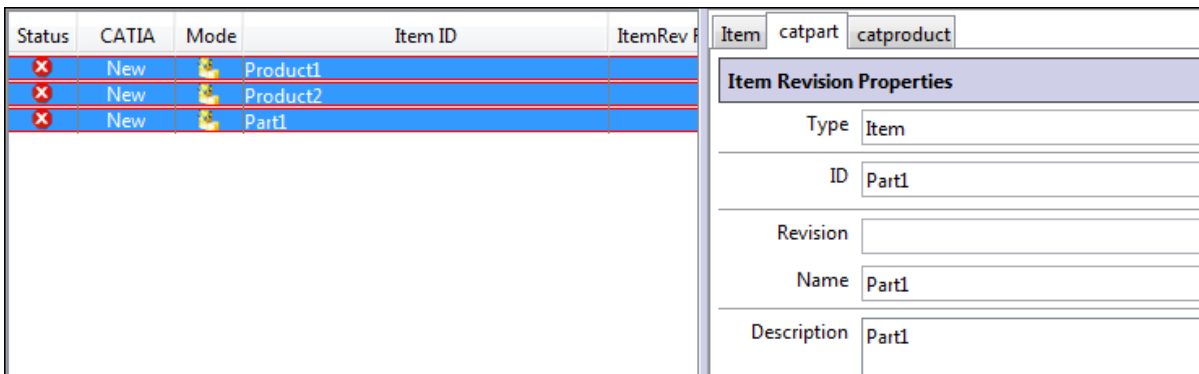 Status CATIA Mode Item ID ItemRev
New Product1
New Product2
New Part1
Item catpart catproduct
Item Revision Properties
Type Item
ID Part1
Revision
Name Part1
Description Part1